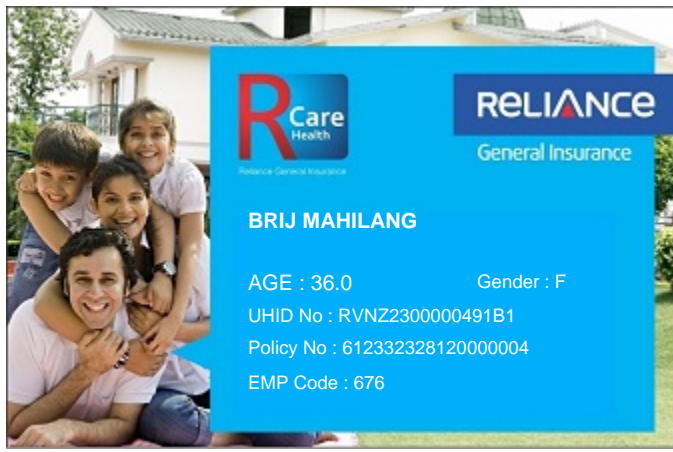 R Care
Health
Reliance General Insurance
RELIANCE
General Insurance
BRIJ MAHILANG
AGE : 36.0 Gender : F
UHID No : RVNZ2300000491B1
Policy No : 612332328120000004
EMP Code : 676